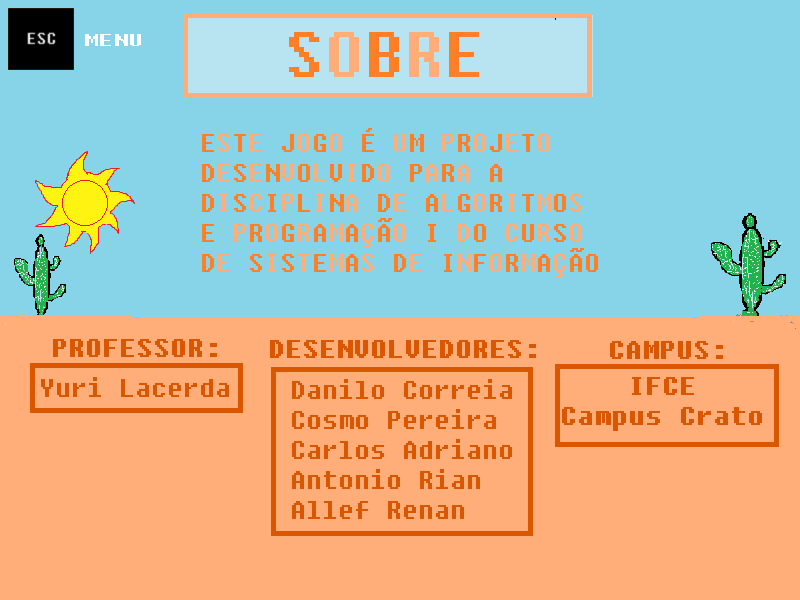 ESC MENU
SOBRE
ESTE JOGO É UM PROJETO
DESENVOLVIDO PARA A
DISCIPLINA DE ALGORITMOS
E PROGRAMAÇÃO I DO CURSO
DE SISTEMAS DE INFORMAÇÃO
PROFESSOR:
Yuri Lacerda
DESENVOLVEDORES:
Danilo Correia
Cosmo Pereira
Carlos Adriano
Antonio Rian
Allef Renan
CAMPUS:
IFCE
Campus Crato